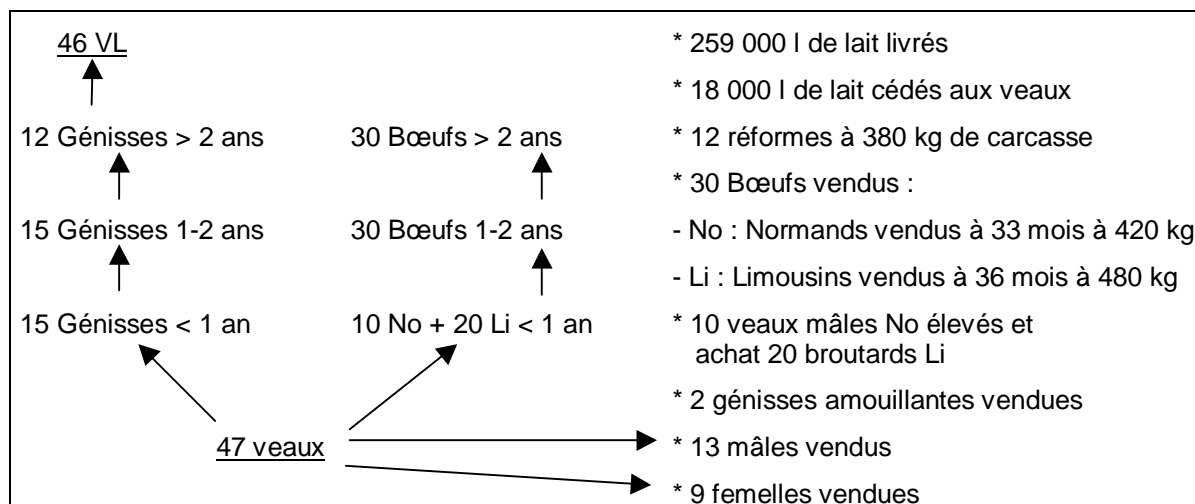 46 VL
12 Génisses > 2 ans
30 Bœufs > 2 ans
15 Génisses 1-2 ans
30 Bœufs 1-2 ans
15 Génisses < 1 an
10 No + 20 Li < 1 an
47 veaux
* 259 000 l de lait livrés
* 18 000 l de lait cédés aux veaux
* 12 réformes à 380 kg de carcasse
* 30 Bœufs vendus :
- No : Normands vendus à 33 mois à 420 kg
- Li : Limousins vendus à 36 mois à 480 kg
* 10 veaux mâles No élevés et
achat 20 broutards Li
* 2 génisses amouillantes vendues
* 13 mâles vendus
* 9 femelles vendues